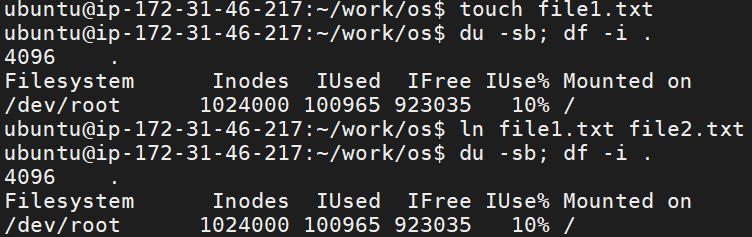 ubuntu@ip-172-31-46-217:~/work/os$ touch file1.txt
ubuntu@ip-172-31-46-217:~/work/os$ du -sb; df -i .
4096    .
Filesystem      Inodes  IUsed  IFree IUse% Mounted on
/dev/root      1024000 100965 923035   10% /
ubuntu@ip-172-31-46-217:~/work/os$ ln file1.txt file2.txt
ubuntu@ip-172-31-46-217:~/work/os$ du -sb; df -i .
4096    .
Filesystem      Inodes  IUsed  IFree IUse% Mounted on
/dev/root      1024000 100965 923035   10% /